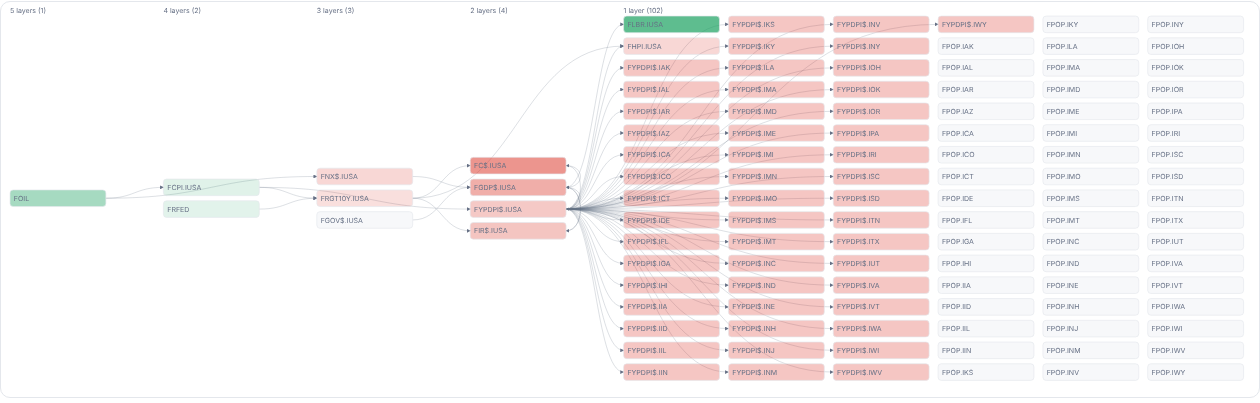 5 layers (1)
4 layers (2)
3 layers (3)
2 layers (4)
1 layer (102)
FOIL
FCPI.IUSA
FRFED
FNX$.IUSA
FRGT10Y.IUSA
FGOV$.IUSA
FC$.IUSA
FGDP$.IUSA
FYPDPI$.IUSA
FIR$.IUSA
FLBR.IUSA
FHPI.IUSA
FYPDPI$.IAK
FYPDPI$.IAL
FYPDPI$.IAR
FYPDPI$.IAZ
FYPDPI$.ICA
FYPDPI$.ICO
FYPDPI$.ICT
FYPDPI$.IDE
FYPDPI$.IFL
FYPDPI$.IGA
FYPDPI$.IHI
FYPDPI$.IIA
FYPDPI$.IID
FYPDPI$.IIL
FYPDPI$.IIN
FYPDPI$.IKS
FYPDPI$.IKY
FYPDPI$.ILA
FYPDPI$.IMA
FYPDPI$.IMD
FYPDPI$.IME
FYPDPI$.IMI
FYPDPI$.IMN
FYPDPI$.IMO
FYPDPI$.IMS
FYPDPI$.IMT
FYPDPI$.INC
FYPDPI$.IND
FYPDPI$.INE
FYPDPI$.INH
FYPDPI$.INJ
FYPDPI$.INM
FYPDPI$.INV
FYPDPI$.INY
FYPDPI$.IOH
FYPDPI$.IOK
FYPDPI$.IOR
FYPDPI$.IPA
FYPDPI$.IRI
FYPDPI$.ISC
FYPDPI$.ISD
FYPDPI$.ITN
FYPDPI$.ITX
FYPDPI$.IUT
FYPDPI$.IVA
FYPDPI$.IVT
FYPDPI$.IWA
FYPDPI$.IWI
FYPDPI$.IWV
FYPDPI$.IWY
FPOP.IAK
FPOP.IAL
FPOP.IAR
FPOP.IAZ
FPOP.ICA
FPOP.ICO
FPOP.ICT
FPOP.IDE
FPOP.IFL
FPOP.IGA
FPOP.IHI
FPOP.IIA
FPOP.IID
FPOP.IIL
FPOP.IIN
FPOP.IKS
FPOP.IKY
FPOP.ILA
FPOP.IMA
FPOP.IMD
FPOP.IME
FPOP.IMI
FPOP.IMN
FPOP.IMO
FPOP.IMS
FPOP.IMT
FPOP.INC
FPOP.IND
FPOP.INE
FPOP.INH
FPOP.INJ
FPOP.INM
FPOP.INV
FPOP.INY
FPOP.IOH
FPOP.IOK
FPOP.IOR
FPOP.IPA
FPOP.IRI
FPOP.ISC
FPOP.ISD
FPOP.ITN
FPOP.ITX
FPOP.IUT
FPOP.IVA
FPOP.IVT
FPOP.IWA
FPOP.IWI
FPOP.IWV
FPOP.IWY